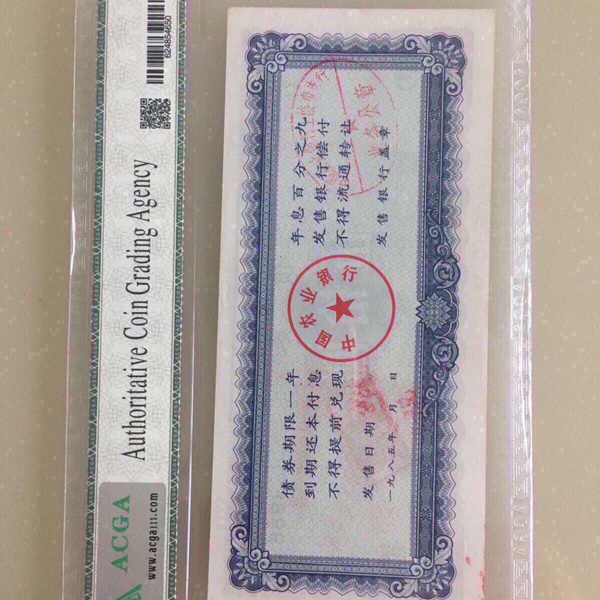 ACGA
www.acga111.com
Authoritative Coin Grading Agency
624854650
债券期限一年
到期还本付息
不得提前兑现
发售日期
一九八五年 月 日
中国农业银行
年息百分之九
发售银行偿付
不得流通转让
发售银行盖章